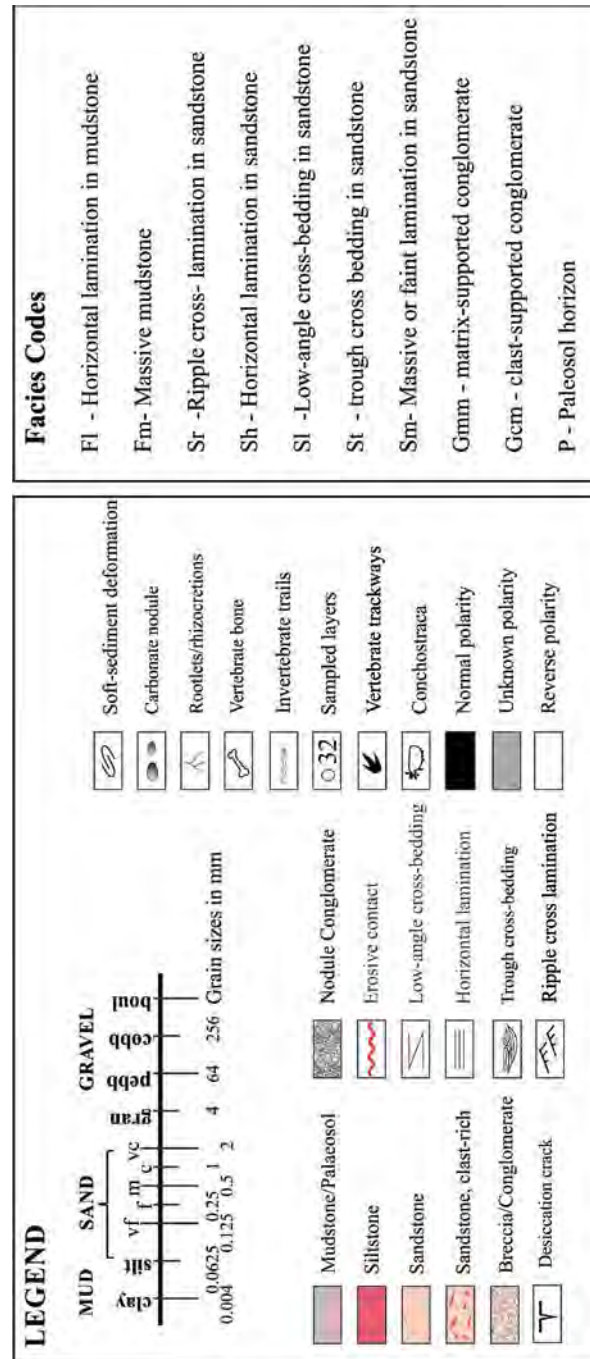 LEGEND
MUD SAND GRAVEL
clay silt vf f m c vc gran pebb cobb boul
0.004 0.0625 0.125 0.25 0.5 1 2 4 64 256 Grain sizes in mm
Mudstone/Palaeosol
Siltstone
Sandstone
Sandstone, clast-rich
Breccia/Conglomerate
Desiccation crack
Nodule Conglomerate
Erosive contact
Low-angle cross-bedding
Horizontal lamination
Trough cross-bedding
Ripple cross lamination
Soft-sediment deformation
Carbonate nodule
Rootlets/rhizocretions
Vertebrate bone
Invertebrate trails
32 Sampled layers
Vertebrate trackways
Conchostraca
Normal polarity
Unknown polarity
Reverse polarity
Facies Codes
Fl - Horizontal lamination in mudstone
Fm- Massive mudstone
Sr -Ripple cross- lamination in sandstone
Sh - Horizontal lamination in sandstone
Sl -Low-angle cross-bedding in sandstone
St - trough cross bedding in sandstone
Sm- Massive or faint lamination in sandstone
Gmm - matrix-supported conglomerate
Gcm - clast-supported conglomerate
P - Paleosol horizon